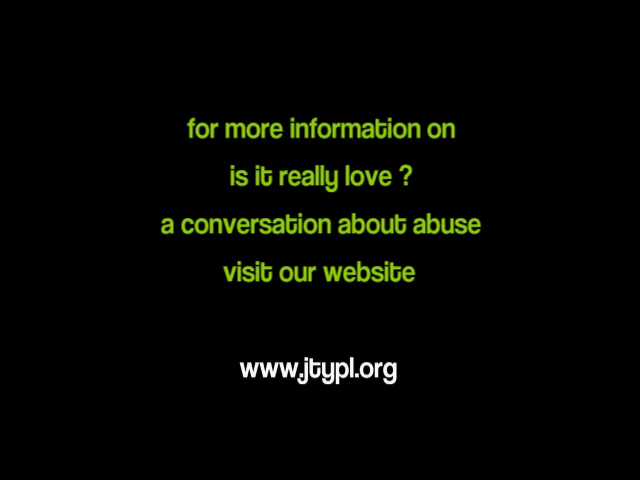 for more information on
is it really love ?
a conversation about abuse
visit our website
www.jtypl.org